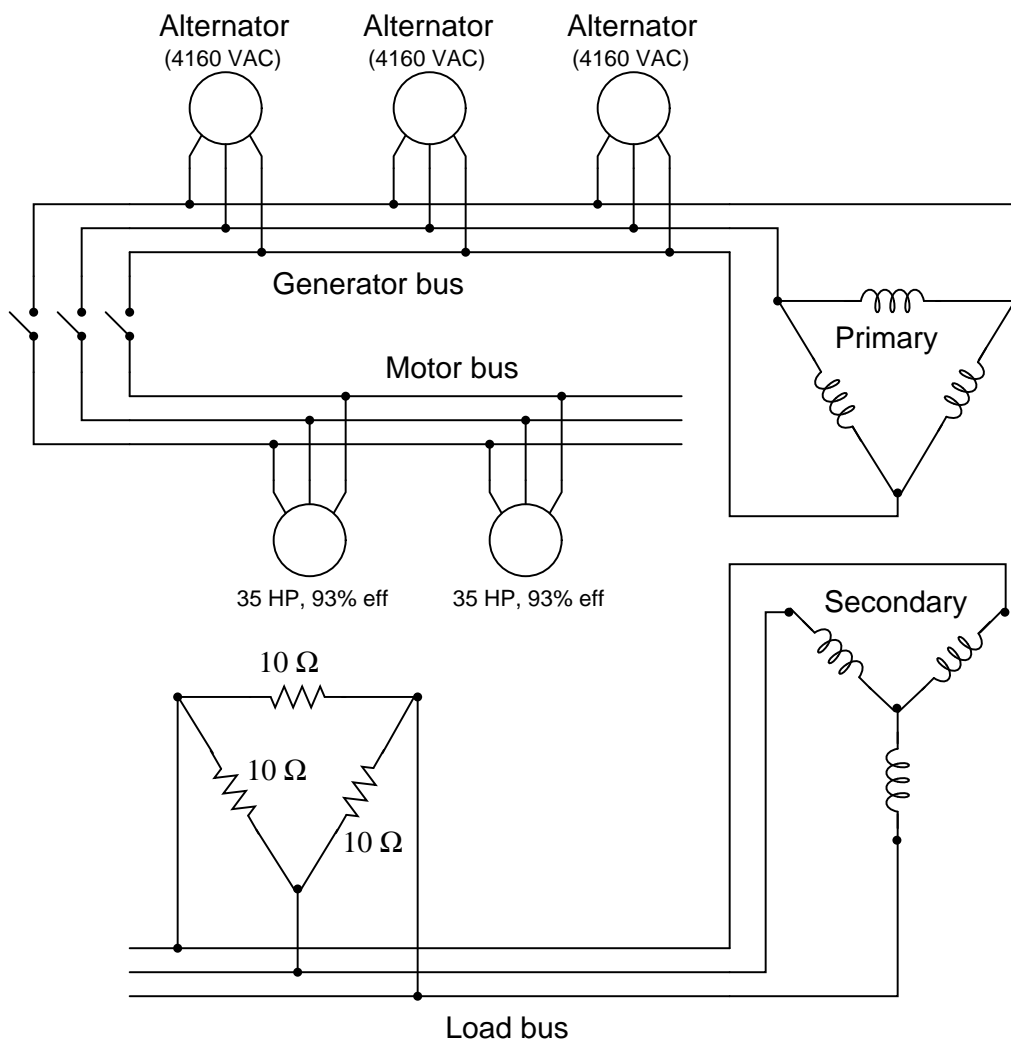 Alternator
(4160 VAC)
Alternator
(4160 VAC)
Alternator
(4160 VAC)
Generator bus
Primary
Motor bus
35 HP, 93% eff
35 HP, 93% eff
Secondary
10 Ω
10 Ω
10 Ω
Load bus